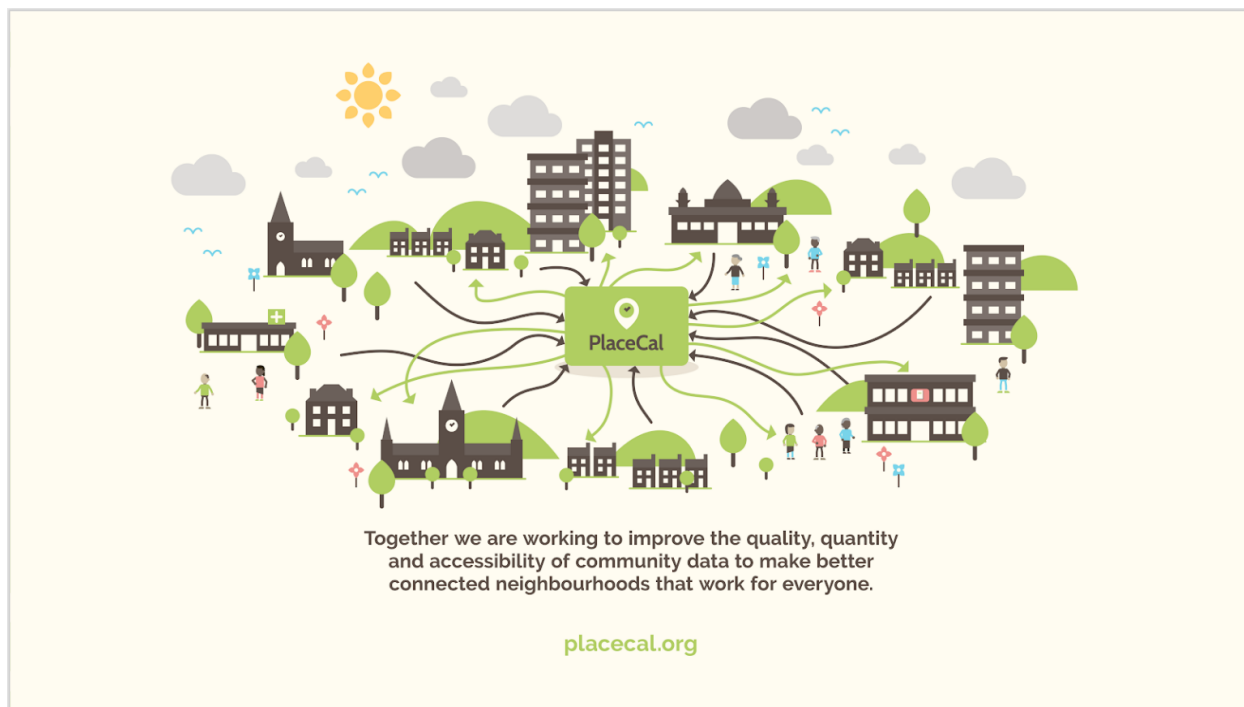 PlaceCal
Together we are working to improve the quality, quantity
and accessibility of community data to make better
connected neighbourhoods that work for everyone.
placecal.org